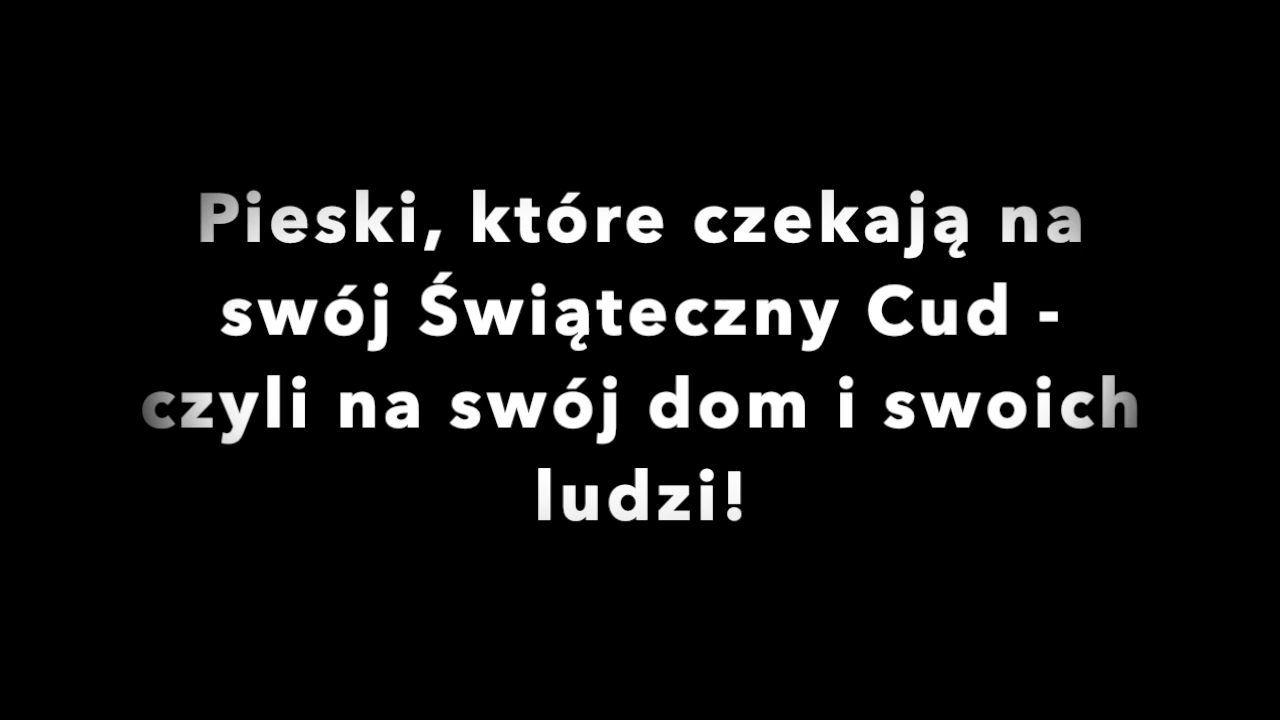 Pieski, które czekają na
swój Świąteczny Cud -
czyli na swój dom i swoich
ludzi!